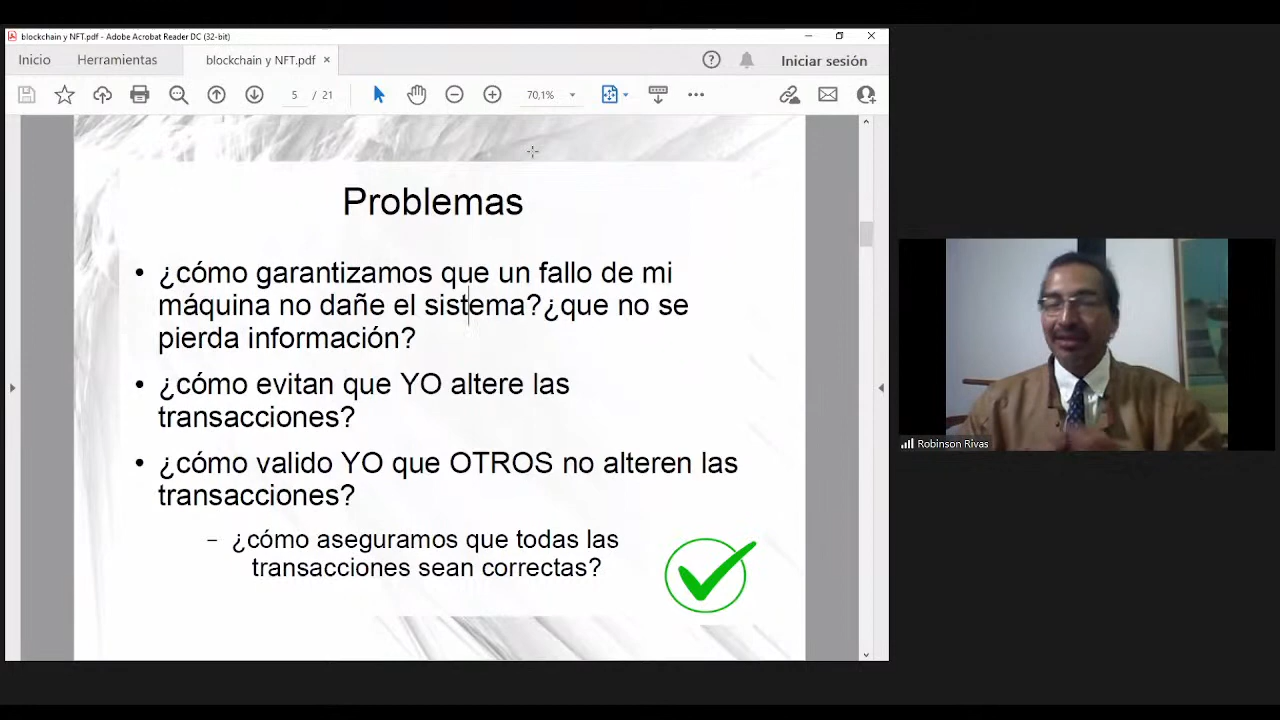 blockchain y NFT.pdf - Adobe Acrobat Reader DC (32-bit)
Inicio
Herramientas
blockchain y NFT.pdf ×
Iniciar sesión
5 / 21
70,1%
Problemas
• ¿cómo garantizamos que un fallo de mi
máquina no dañe el sistema?¿que no se
pierda información?
• ¿cómo evitan que YO altere las
transacciones?
• ¿cómo valido YO que OTROS no alteren las
transacciones?
– ¿cómo aseguramos que todas las
transacciones sean correctas?
Robinson Rivas